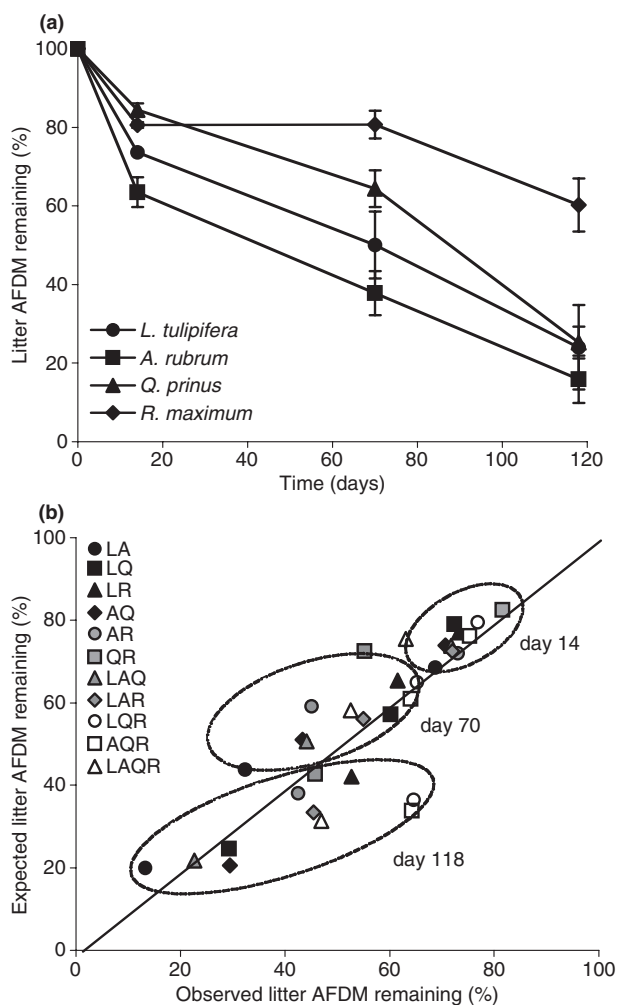 (a)
100
80
60
40
20
0
Litter AFDM remaining (%)
L. tulipifera
A. rubrum
Q. prinus
R. maximum
0 20 40 60 80 100 120
Time (days)
(b)
100
80
60
40
20
0
Expected litter AFDM remaining (%)
LA
LQ
LR
AQ
AR
QR
LAQ
LAR
LQR
AQR
LAQR
day 14
day 70
day 118
0 20 40 60 80 100
Observed litter AFDM remaining (%)